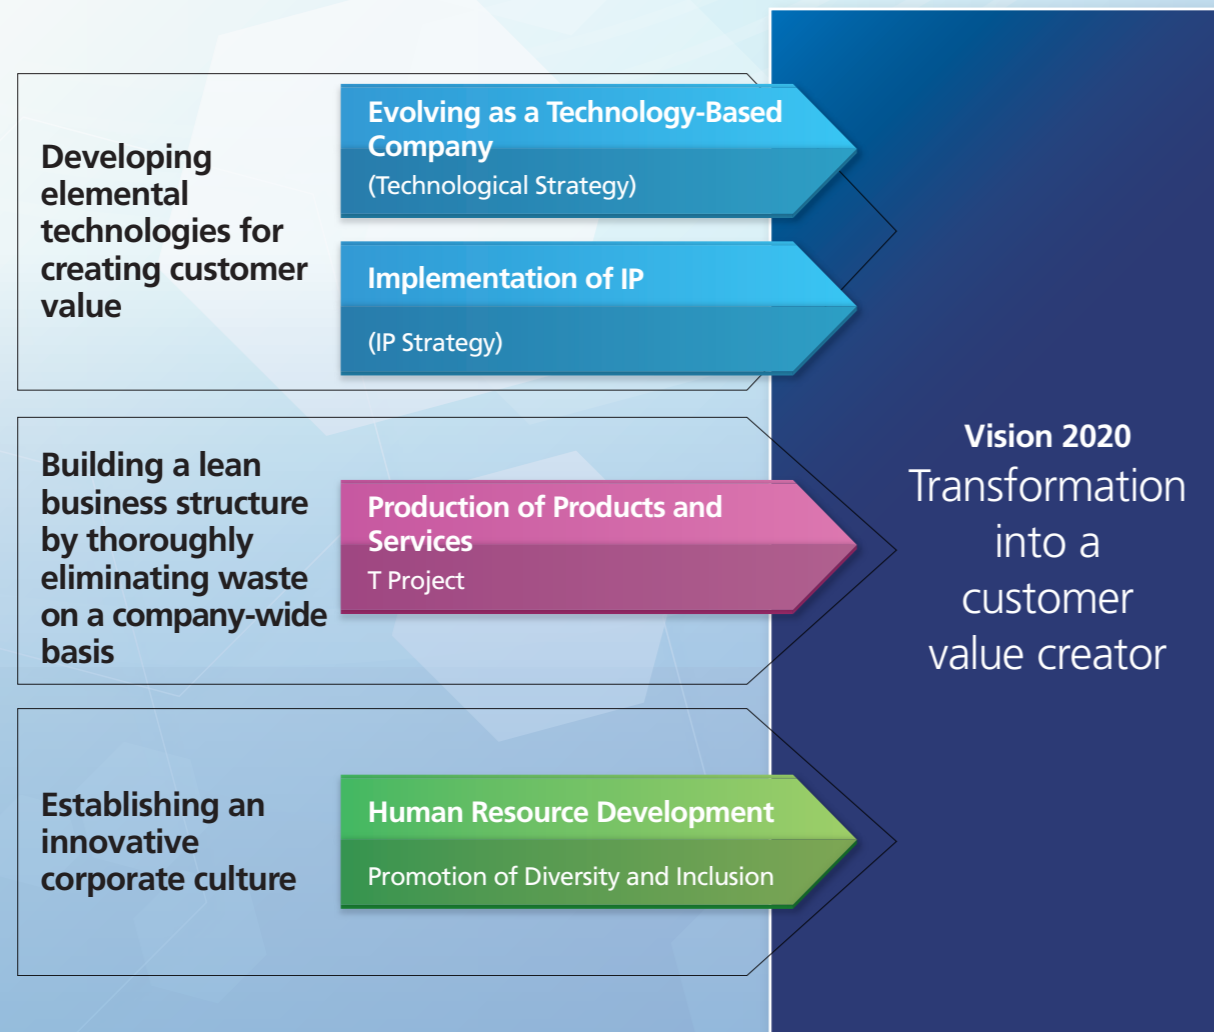 Developing
elemental
technologies for
creating customer
value
Evolving as a Technology-Based
Company
(Technological Strategy)
Implementation of IP
(IP Strategy)
Building a lean
business structure
by thoroughly
eliminating waste
on a company-wide
basis
Production of Products and
Services
T Project
Establishing an
innovative
corporate culture
Human Resource Development
Promotion of Diversity and Inclusion
Vision 2020
Transformation
into a
customer
value creator